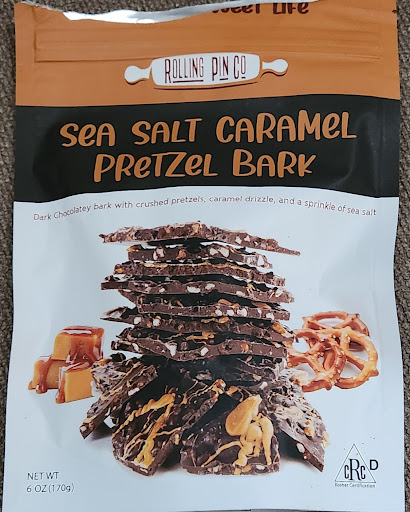 Sweet Life
Rolling Pin Co
Sea Salt Caramel
Pretzel Bark
Dark Chocolatey bark with crushed pretzels, caramel drizzle, and a sprinkle of sea salt
NET WT
6 OZ (170g)
cRc D
Kosher Certification